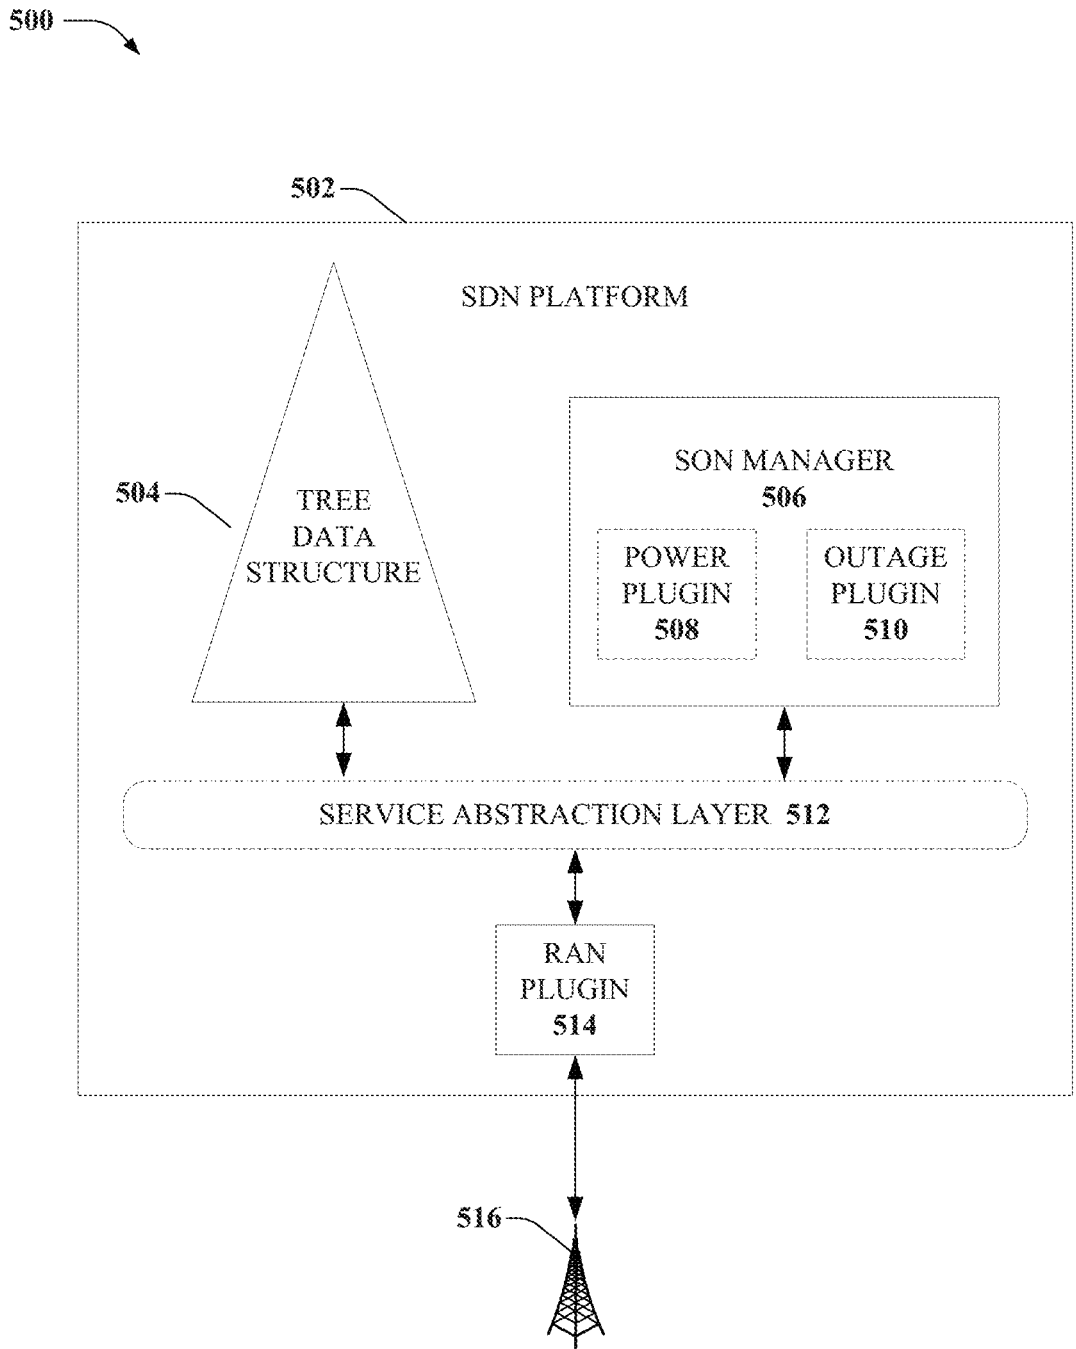 500
502
SDN PLATFORM
504
TREE
DATA
STRUCTURE
SON MANAGER
506
POWER
PLUGIN
508
OUTAGE
PLUGIN
510
SERVICE ABSTRACTION LAYER 512
RAN
PLUGIN
514
516